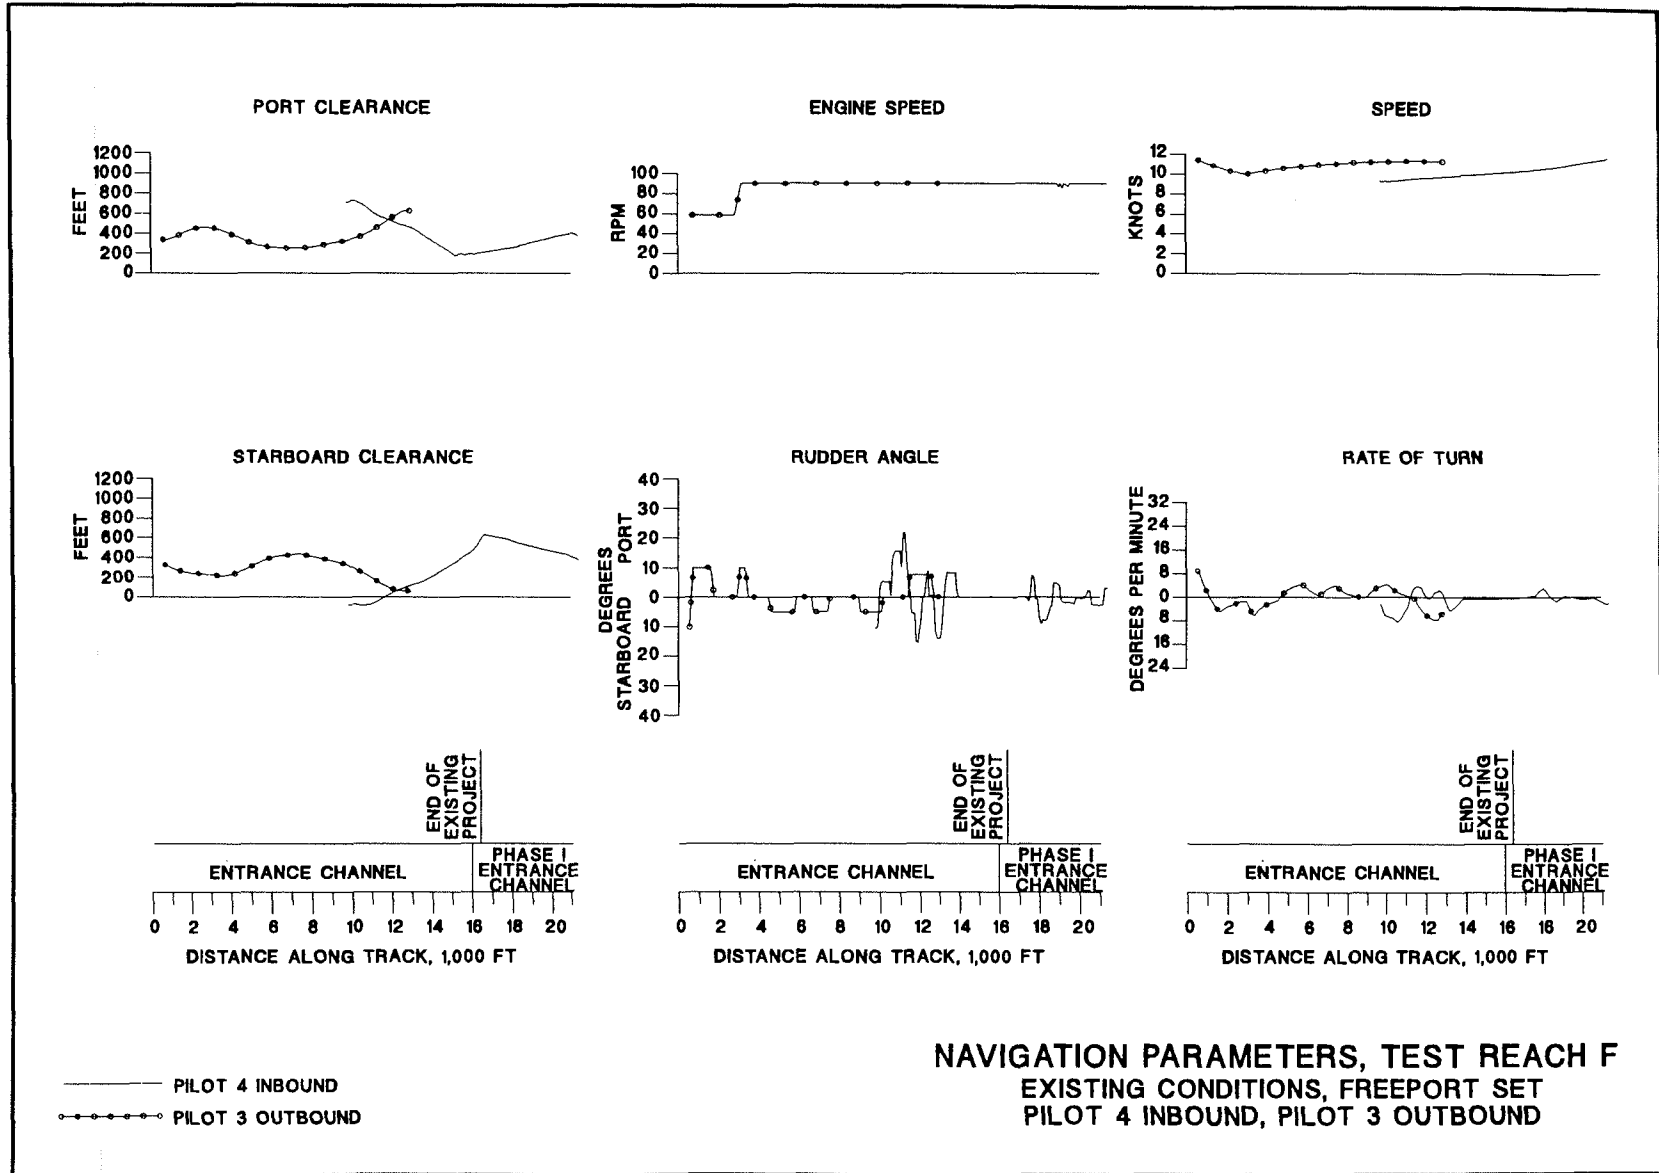 PORT CLEARANCE
FEET
1200
1000
800
600
400
200
0
ENGINE SPEED
RPM
100
80
60
40
20
0
SPEED
KNOTS
12
10
8
6
4
2
0
STARBOARD CLEARANCE
FEET
1200
1000
800
600
400
200
0
RUDDER ANGLE
DEGREES
STARBOARD PORT
40
30
20
10
0
10
20
30
40
RATE OF TURN
DEGREES PER MINUTE
32
24
16
8
0
8
16
24
END OF
EXISTING
PROJECT
ENTRANCE CHANNEL
PHASE I
ENTRANCE
CHANNEL
0 2 4 6 8 10 12 14 16 18 20
DISTANCE ALONG TRACK, 1,000 FT
END OF
EXISTING
PROJECT
ENTRANCE CHANNEL
PHASE I
ENTRANCE
CHANNEL
0 2 4 6 8 10 12 14 16 18 20
DISTANCE ALONG TRACK, 1,000 FT
END OF
EXISTING
PROJECT
ENTRANCE CHANNEL
PHASE I
ENTRANCE
CHANNEL
0 2 4 6 8 10 12 14 16 18 20
DISTANCE ALONG TRACK, 1,000 FT
PILOT 4 INBOUND
PILOT 3 OUTBOUND
NAVIGATION PARAMETERS, TEST REACH F
EXISTING CONDITIONS, FREEPORT SET
PILOT 4 INBOUND, PILOT 3 OUTBOUND